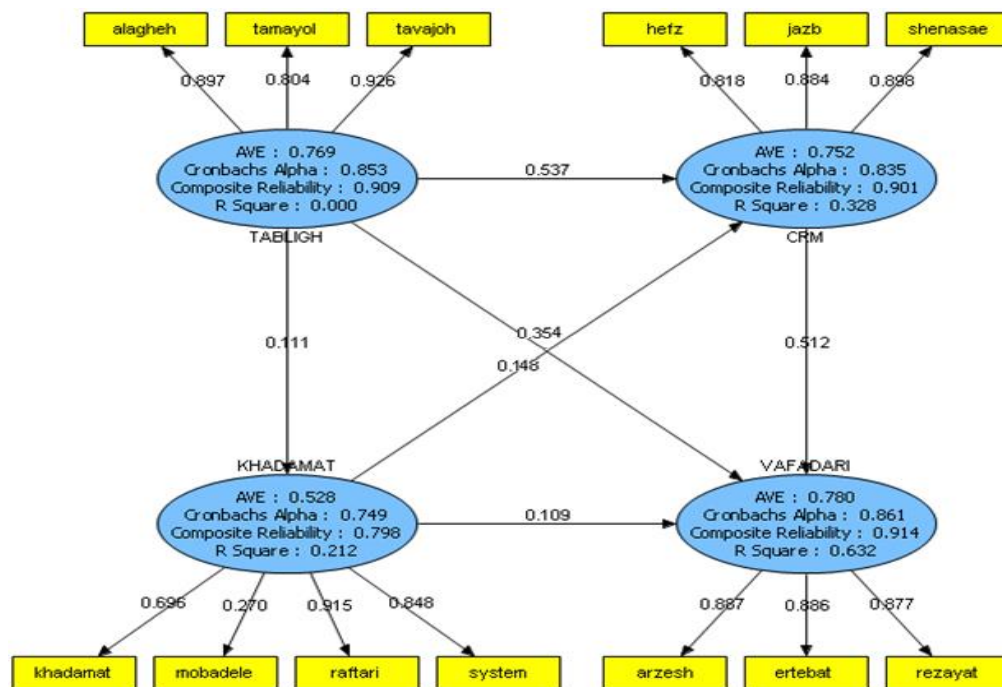 alagheh
tamayol
tavajoh
hefz
jazb
shenasae
0.897
0.804
0.926
0.818
0.884
0.898
AVE : 0.769
Cronbachs Alpha : 0.853
Composite Reliability : 0.909
R Square : 0.000
TABLIGH
0.537
AVE : 0.752
Cronbachs Alpha : 0.835
Composite Reliability : 0.901
R Square : 0.328
CRM
0.111
0.354
0.148
0.512
KHADAMAT
AVE : 0.528
Cronbachs Alpha : 0.749
Composite Reliability : 0.798
R Square : 0.212
0.109
VAFADARI
AVE : 0.780
Cronbachs Alpha : 0.861
Composite Reliability : 0.914
R Square : 0.632
0.696
0.270
0.915
0.848
0.887
0.886
0.877
khadamat
mobadele
raftari
system
arzesh
ertebat
rezayat